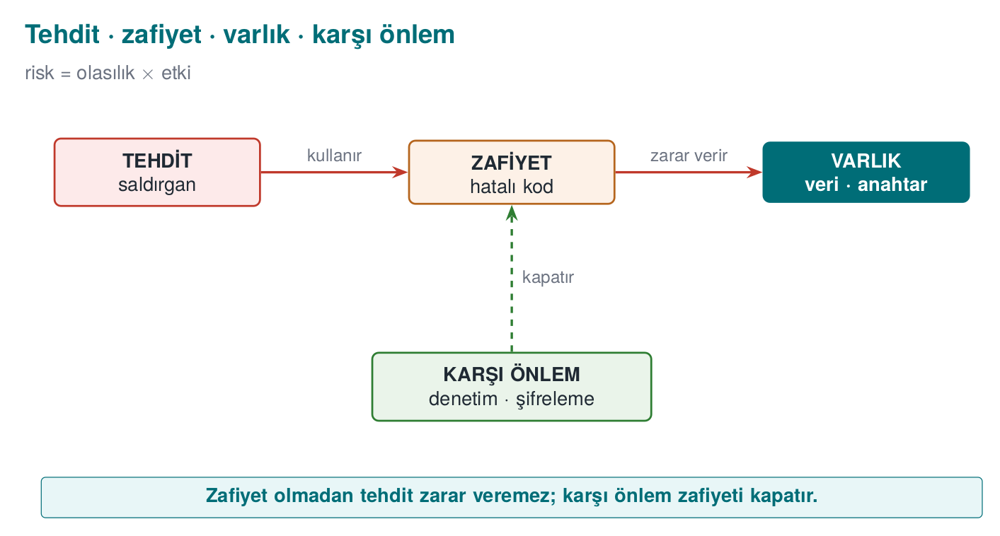 Tehdit · zafiyet · varlık · karşı önlem
risk = olasılık × etki
TEHDİT
saldırgan
kullanır
ZAFİYET
hatalı kod
zarar verir
VARLIK
veri · anahtar
kapatır
KARŞI ÖNLEM
denetim · şifreleme
Zafiyet olmadan tehdit zarar veremez; karşı önlem zafiyeti kapatır.